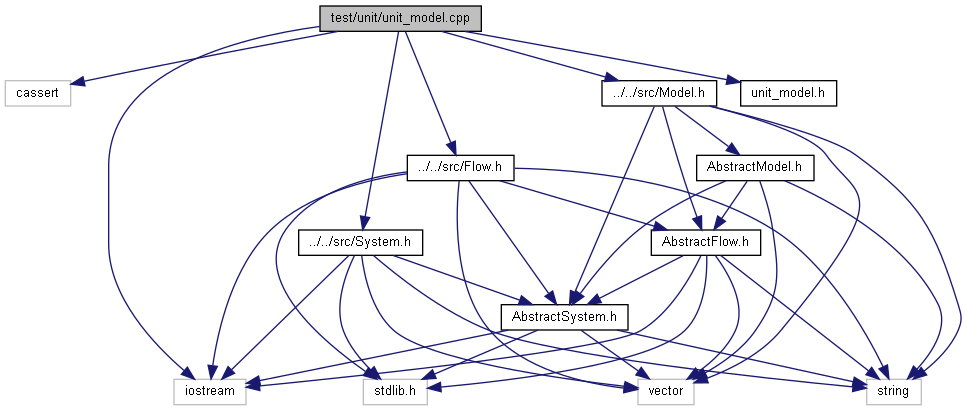 test/unit/unit_model.cpp
cassert
../../src/Model.h
unit_model.h
../../src/Flow.h
AbstractModel.h
../../src/System.h
AbstractFlow.h
AbstractSystem.h
iostream
stdlib.h
vector
string